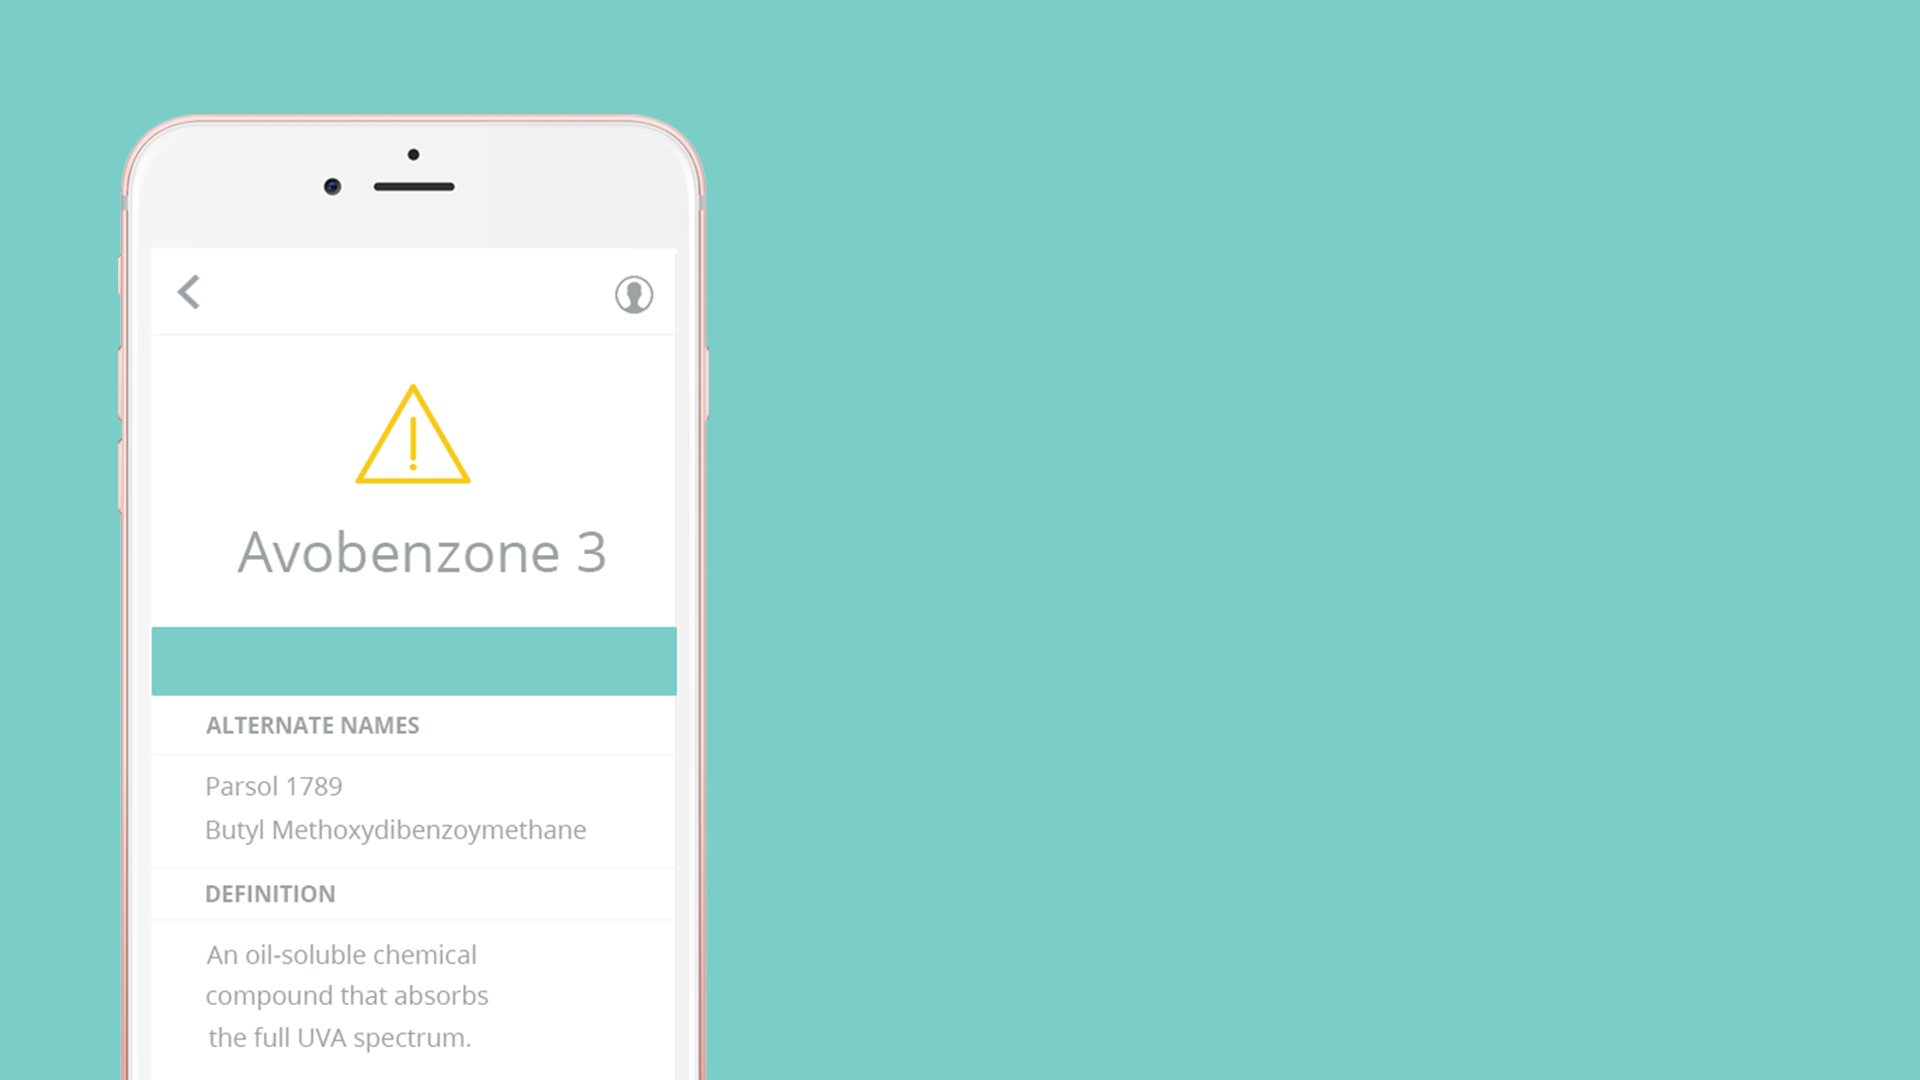 Avobenzone 3
ALTERNATE NAMES
Parsol 1789
Butyl Methoxydibenzoymethane
DEFINITION
An oil-soluble chemical
compound that absorbs
the full UVA spectrum.